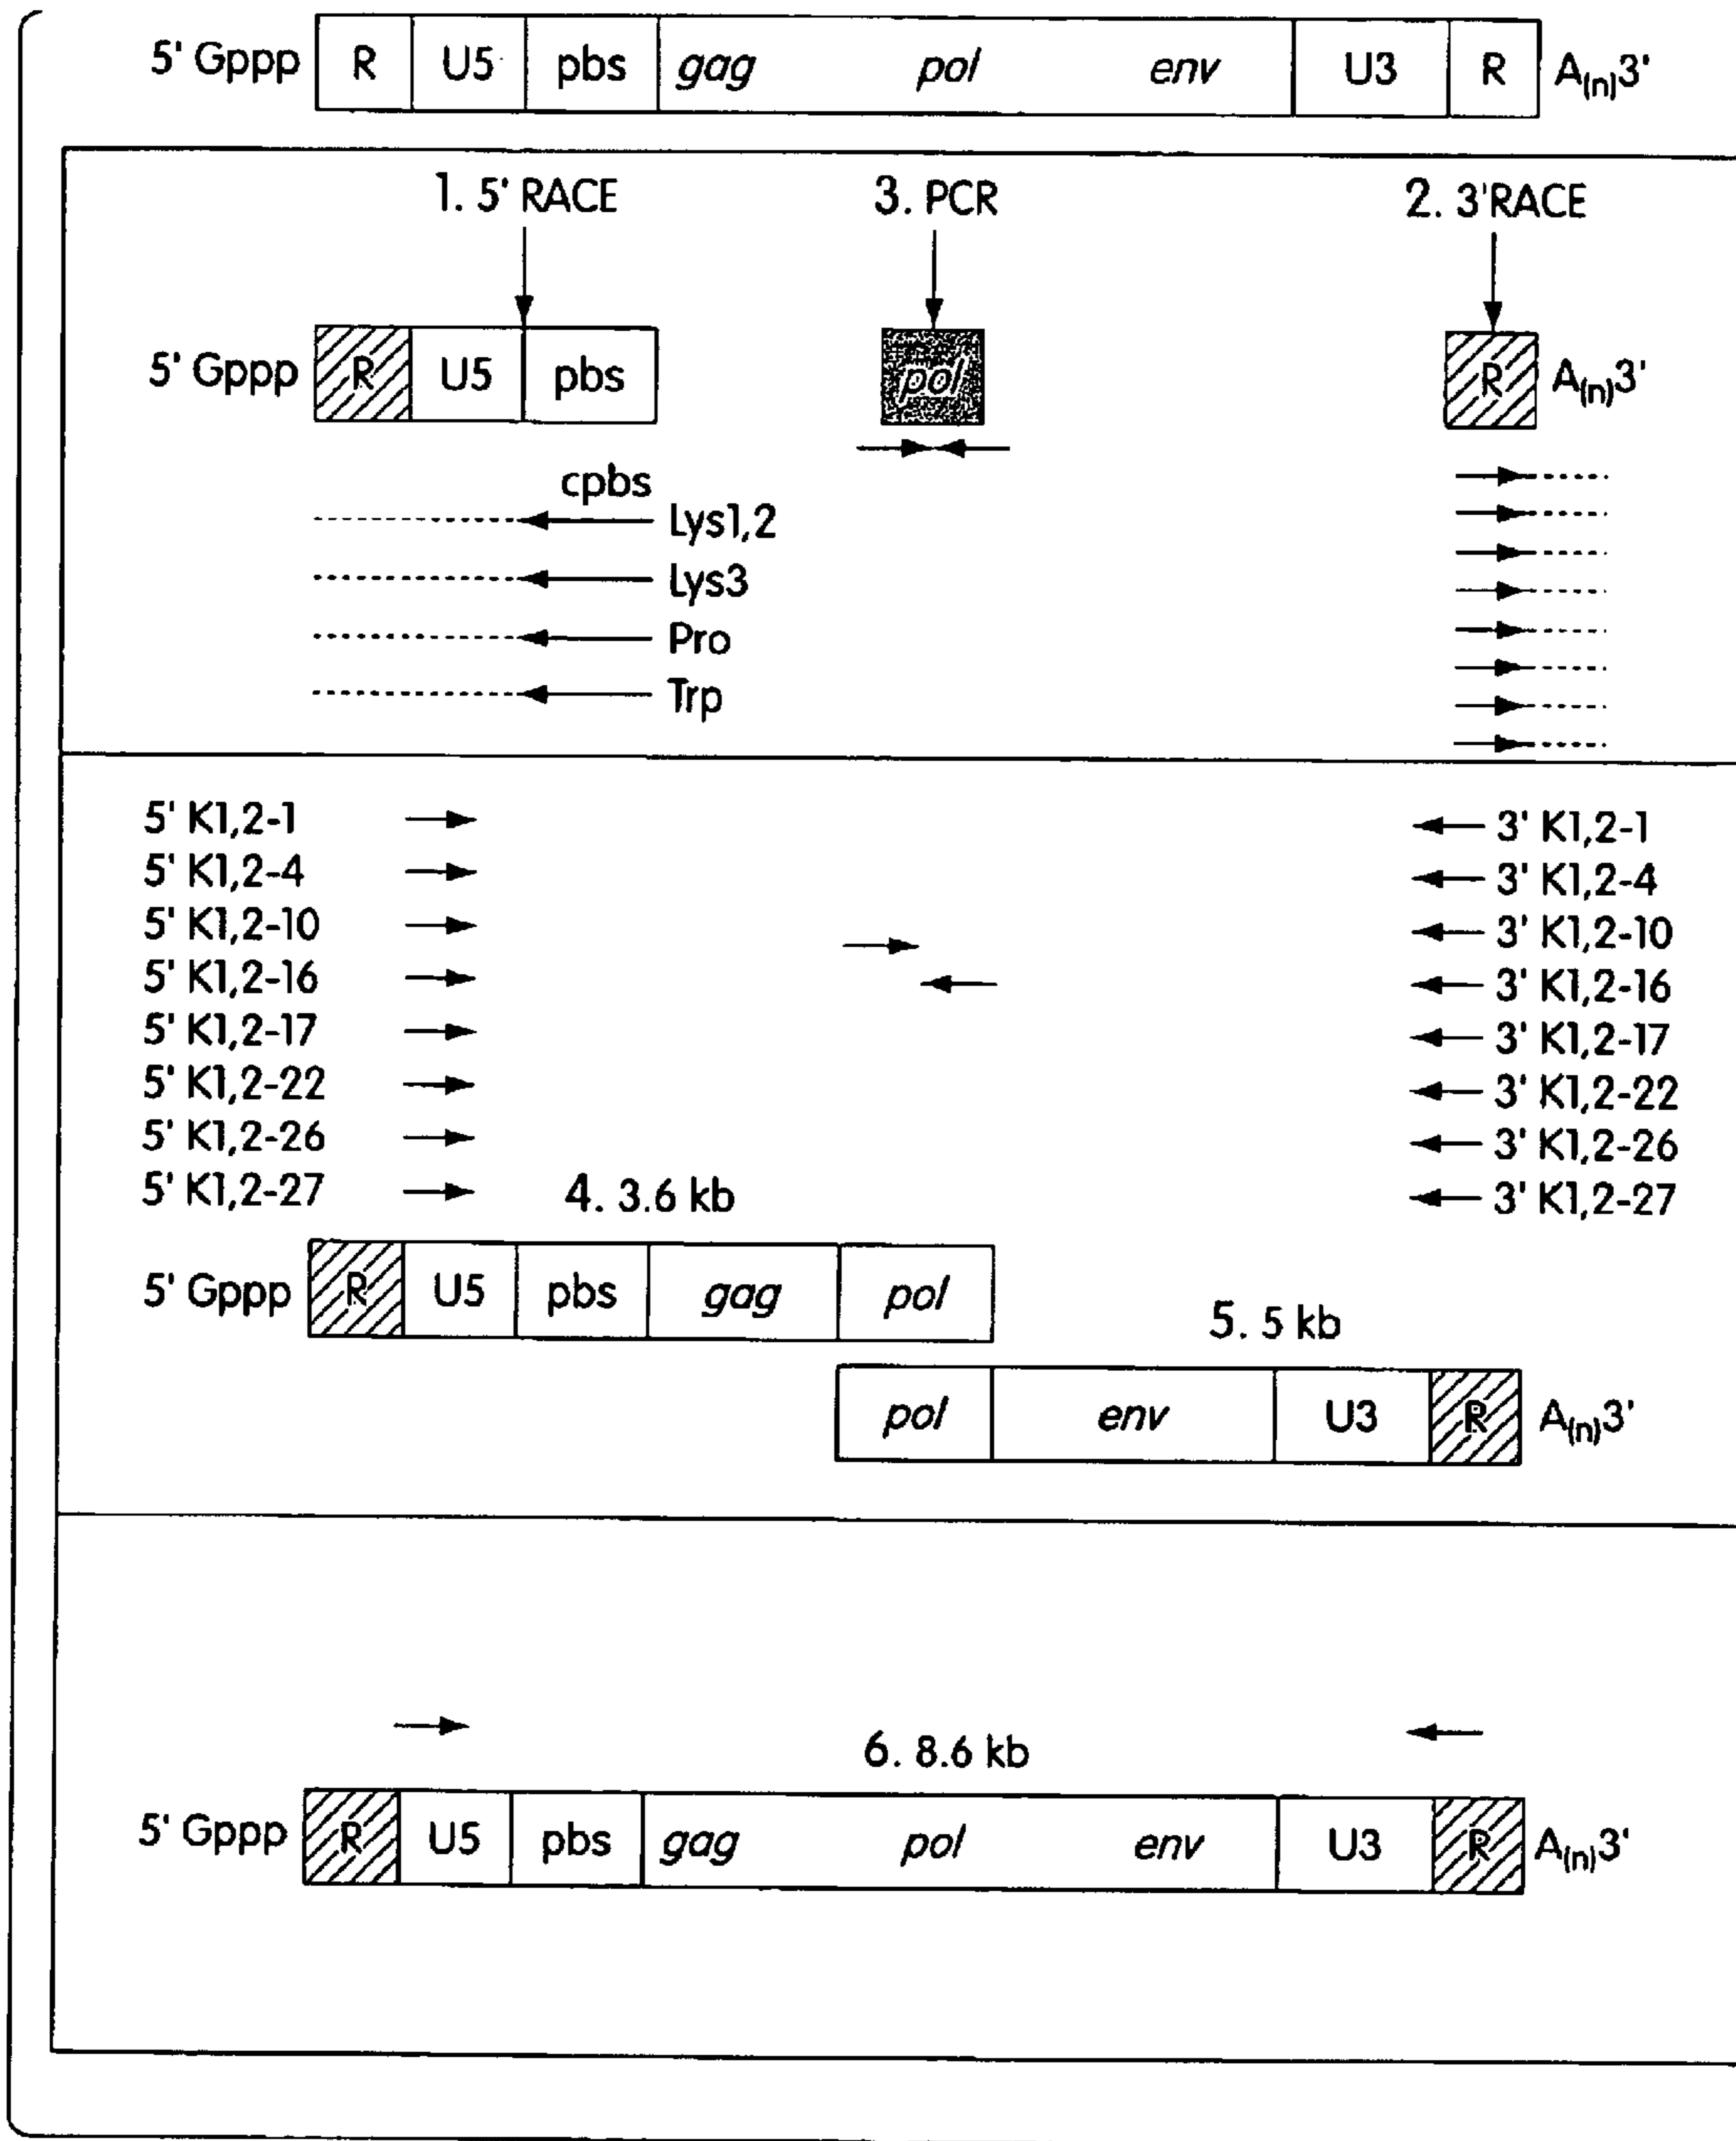 5' Gppp R U5 pbs gag pol env U3 R A(n)3'
1. 5' RACE 3. PCR 2. 3'RACE
5' Gppp R U5 pbs pol R A(n)3'
cpbs
Lys1,2
Lys3
Pro
Trp
5' K1,2-1 3' K1,2-1
5' K1,2-4 3' K1,2-4
5' K1,2-10 3' K1,2-10
5' K1,2-16 3' K1,2-16
5' K1,2-17 3' K1,2-17
5' K1,2-22 3' K1,2-22
5' K1,2-26 3' K1,2-26
5' K1,2-27 4. 3.6 kb 3' K1,2-27
5' Gppp R U5 pbs gag pol
5. 5 kb
pol env U3 R A(n)3'
6. 8.6 kb
5' Gppp R U5 pbs gag pol env U3 R A(n)3'